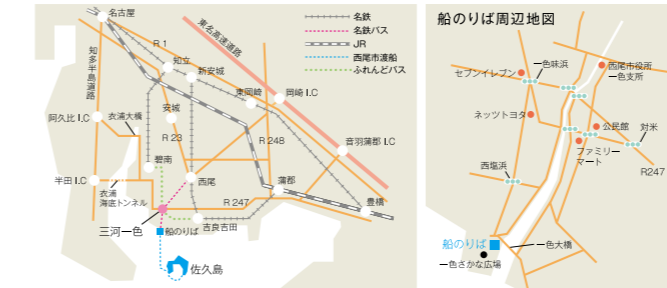 名古屋
名鉄
名鉄バス
JR
西尾市渡船
ふれんどバス
東名高速道路
R 1
知多半島道路
知立
新安城
東岡崎
岡崎 I.C
安城
阿久比 I.C
衣浦大橋
R 23
R 248
音羽蒲郡 I.C
碧南
半田 I.C
衣浦
海底トンネル
西尾
蒲郡
R 247
豊橋
三河一色
吉良吉田
船のりば
佐久島
船のりば周辺地図
一色味浜
セブンイレブン
西尾市役所
一色支所
ネッツトヨタ
公民館
対米
ファミリー
マート
西塩浜
R247
船のりば
一色さかな広場
一色大橋